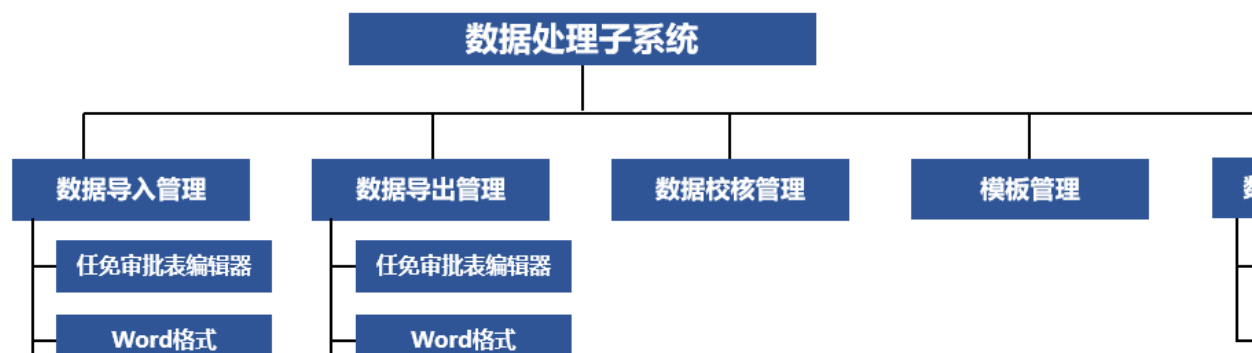 数据处理子系统
数据导入管理
数据导出管理
数据校核管理
模板管理
任免审批表编辑器
任免审批表编辑器
Word格式
Word格式